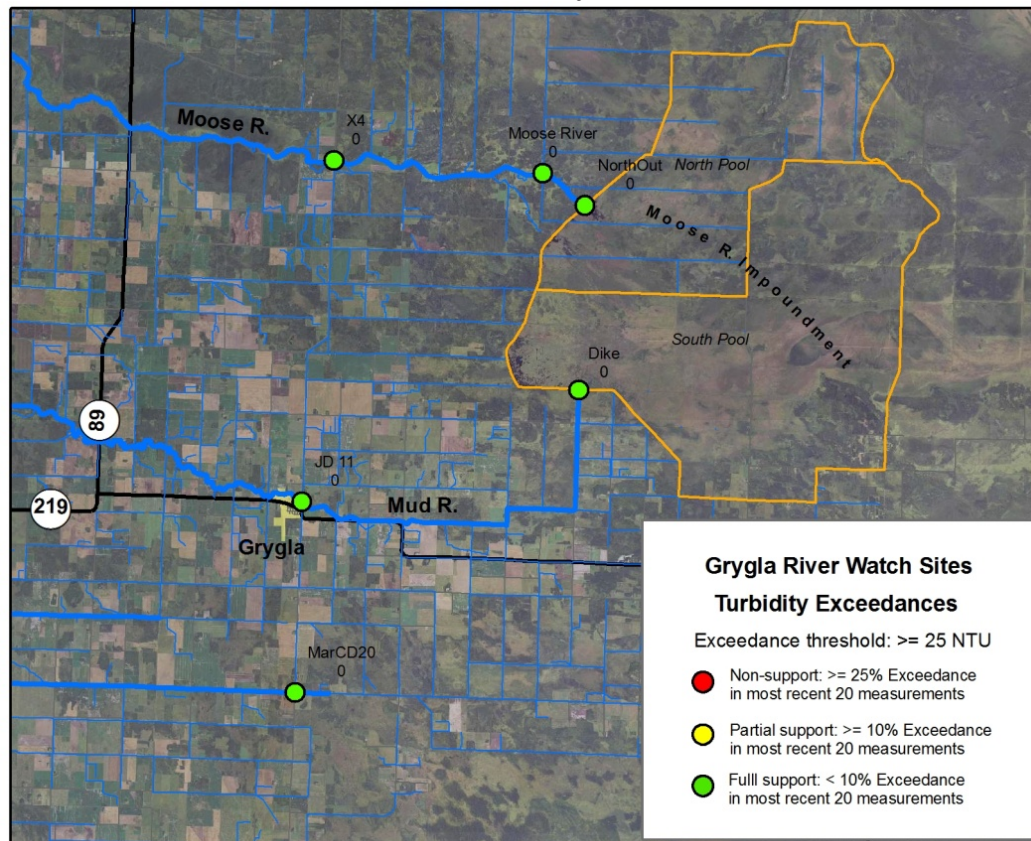 Moose R.
X4
0
Moose River
0
NorthOut
0
North Pool
Moose R. Impoundment
South Pool
Dike
0
89
JD 11
0
219
Mud R.
Grygla
MarCD20
0
Grygla River Watch Sites
Turbidity Exceedances
Exceedance threshold: >= 25 NTU
Non-support: >= 25% Exceedance
in most recent 20 measurements
Partial support: >= 10% Exceedance
in most recent 20 measurements
Fulll support: < 10% Exceedance
in most recent 20 measurements